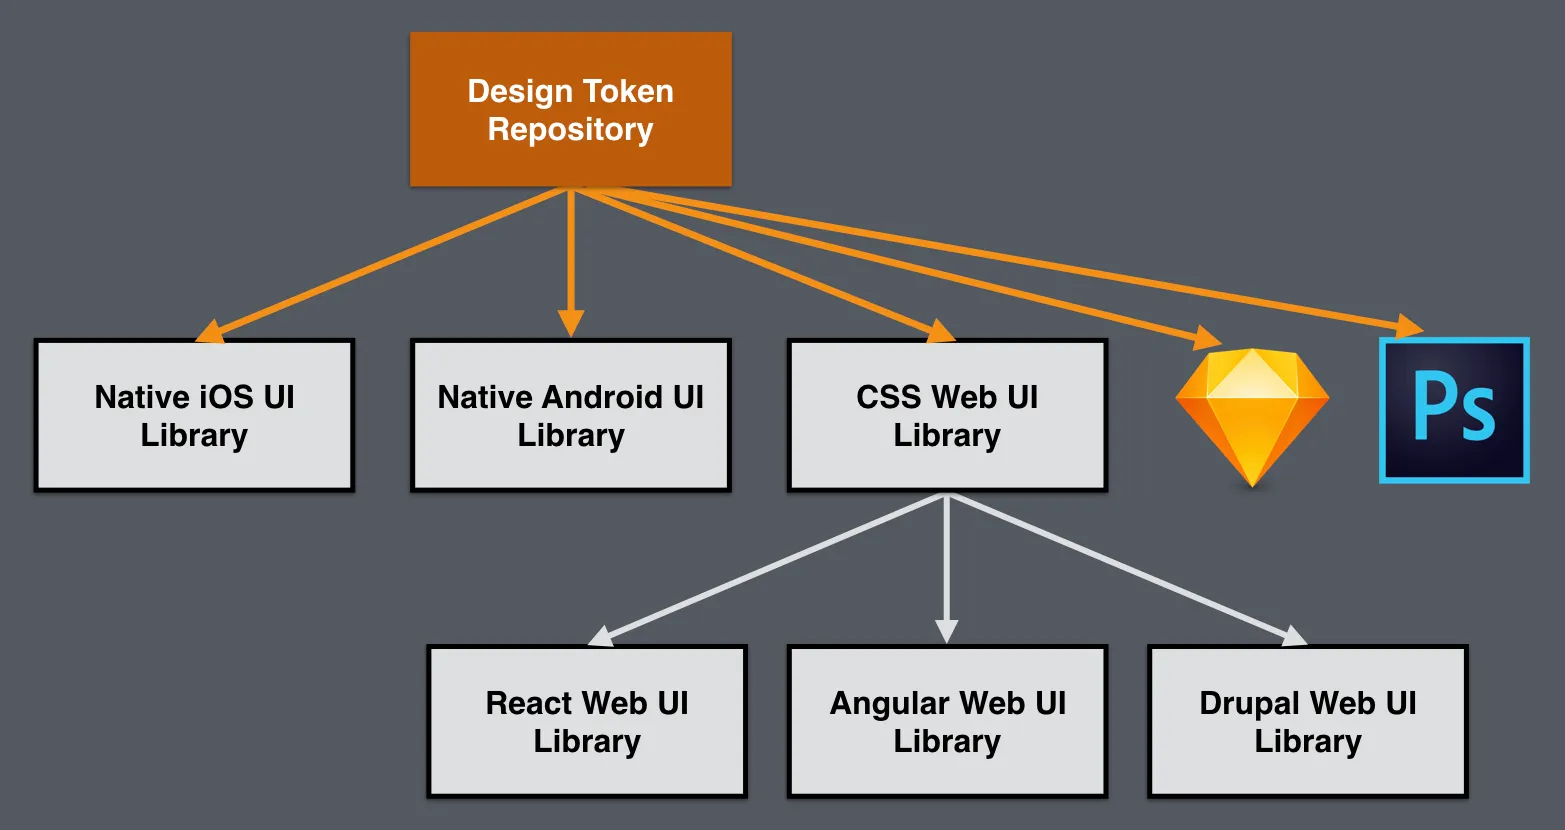 Design Token
Repository
Native iOS UI
Library
Native Android UI
Library
CSS Web UI
Library
Ps
React Web UI
Library
Angular Web UI
Library
Drupal Web UI
Library